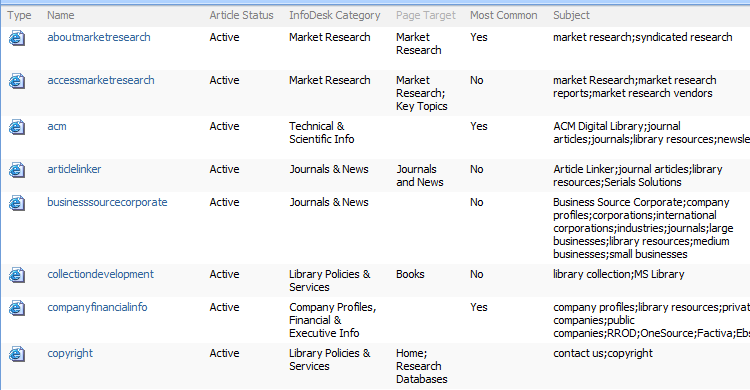 Type Name Article Status InfoDesk Category Page Target Most Common Subject
aboutmarketresearch Active Market Research Market Research Yes market research;syndicated research
accessmarketresearch Active Market Research Market Research; Key Topics No market Research;market research reports;market research vendors
acm Active Technical & Scientific Info Yes ACM Digital Library;journal articles;journals;library resources;newsle
articlelinker Active Journals & News Journals and News No Article Linker;journal articles;library resources;Serials Solutions
businesssourcecorporate Active Journals & News No Business Source Corporate;company profiles;corporations;international corporations;industries;journals;large businesses;library resources;medium businesses;small businesses
collectiondevelopment Active Library Policies & Services Books No library collection;MS Library
companyfinancialinfo Active Company Profiles, Financial & Executive Info Yes company profiles;library resources;privat companies;public companies;RROD;OneSource;Factiva;Ebs
copyright Active Library Policies & Services Home; Research Databases contact us;copyright